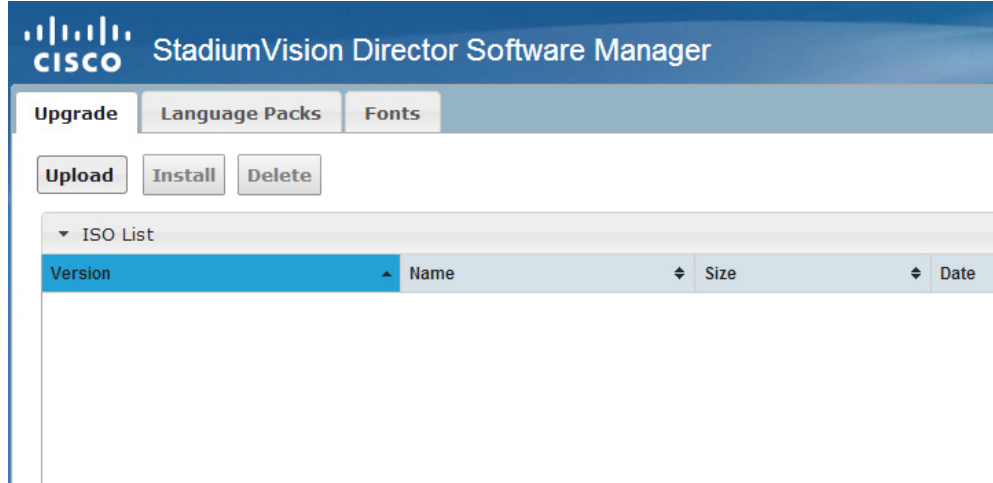 CISCO StadiumVision Director Software Manager
Upgrade Language Packs Fonts
Upload Install Delete
ISO List
Version Name Size Date